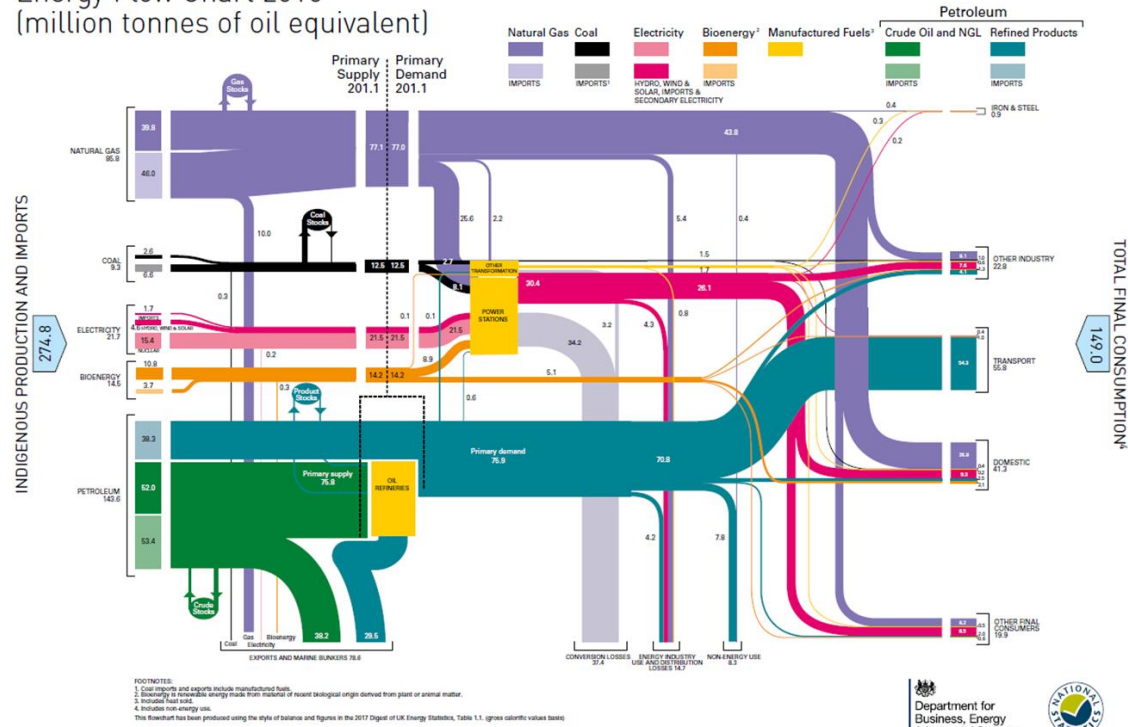 (million tonnes of oil equivalent)
Petroleum
Natural Gas Coal Electricity Bioenergy² Manufactured Fuels³ Crude Oil and NGL Refined Products
IMPORTS IMPORTS¹ HYDRO, WIND & IMPORTS IMPORTS IMPORTS
SOLAR, IMPORTS &
SECONDARY ELECTRICITY
Primary Primary
Supply Demand
201.1 201.1
Gas
Stocks
INDIGENOUS PRODUCTION AND IMPORTS
274.8
NATURAL GAS
39.8
46.0
10.0
77.1 77.0
43.8
25.6 2.2
5.4 0.4
0.4
0.3
0.2
IRON & STEEL
0.9
COAL
9.3
2.6
6.6
Coal
Stocks
0.3
12.5 12.5
2.7
8.1
OTHER
TRANSFORMATION
1.5
1.7
OTHER INDUSTRY
22.8
ELECTRICITY
21.7
1.7
IMPORTS
HYDRO, WIND & SOLAR
15.4
NUCLEAR
0.2
21.5 21.5
0.1 0.1
21.5
POWER
STATIONS
30.4
26.1
3.2
4.3
0.8
34.2
BIOENERGY
14.5
10.8
3.7
0.3
14.2 14.2
8.9
0.6
5.1
Product
Stocks
TRANSPORT
55.8
PETROLEUM
143.6
38.3
52.0
53.4
Primary supply
75.8
OIL
REFINERIES
Primary demand
75.9
70.8
DOMESTIC
41.3
4.2
7.8
Crude
Stocks
38.2
29.5
Coal Gas Bioenergy
Electricity
EXPORTS AND MARINE BUNKERS 78.6
CONVERSION LOSSES
37.4
ENERGY INDUSTRY
USE AND DISTRIBUTION
LOSSES 14.7
NON-ENERGY USE
8.3
OTHER FINAL
CONSUMERS
19.9
TOTAL FINAL CONSUMPTION⁴
149.0
FOOTNOTES:
1. Coal imports and exports include manufactured fuels.
2. Bioenergy is renewable energy made from material of recent biological origin derived from plant or animal matter.
3. Includes heat sold.
4. Includes non-energy use.
This flowchart has been produced using the style of balance and figures in the 2017 Digest of UK Energy Statistics, Table 1.1. (gross calorific values basis)
Department for
Business, Energy
NATIONAL